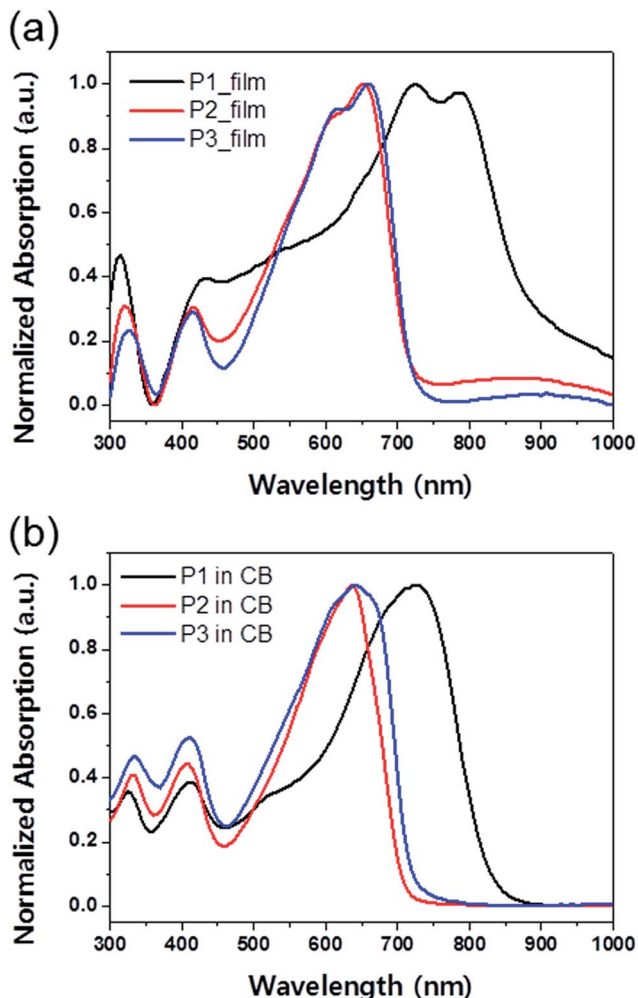 (a)
Normalized Absorption (a.u.)
1.0
0.8
0.6
0.4
0.2
0.0
P1_film
P2_film
P3_film
300 400 500 600 700 800 900 1000
Wavelength (nm)
(b)
Normalized Absorption (a.u.)
1.0
0.8
0.6
0.4
0.2
0.0
P1 in CB
P2 in CB
P3 in CB
300 400 500 600 700 800 900 1000
Wavelength (nm)